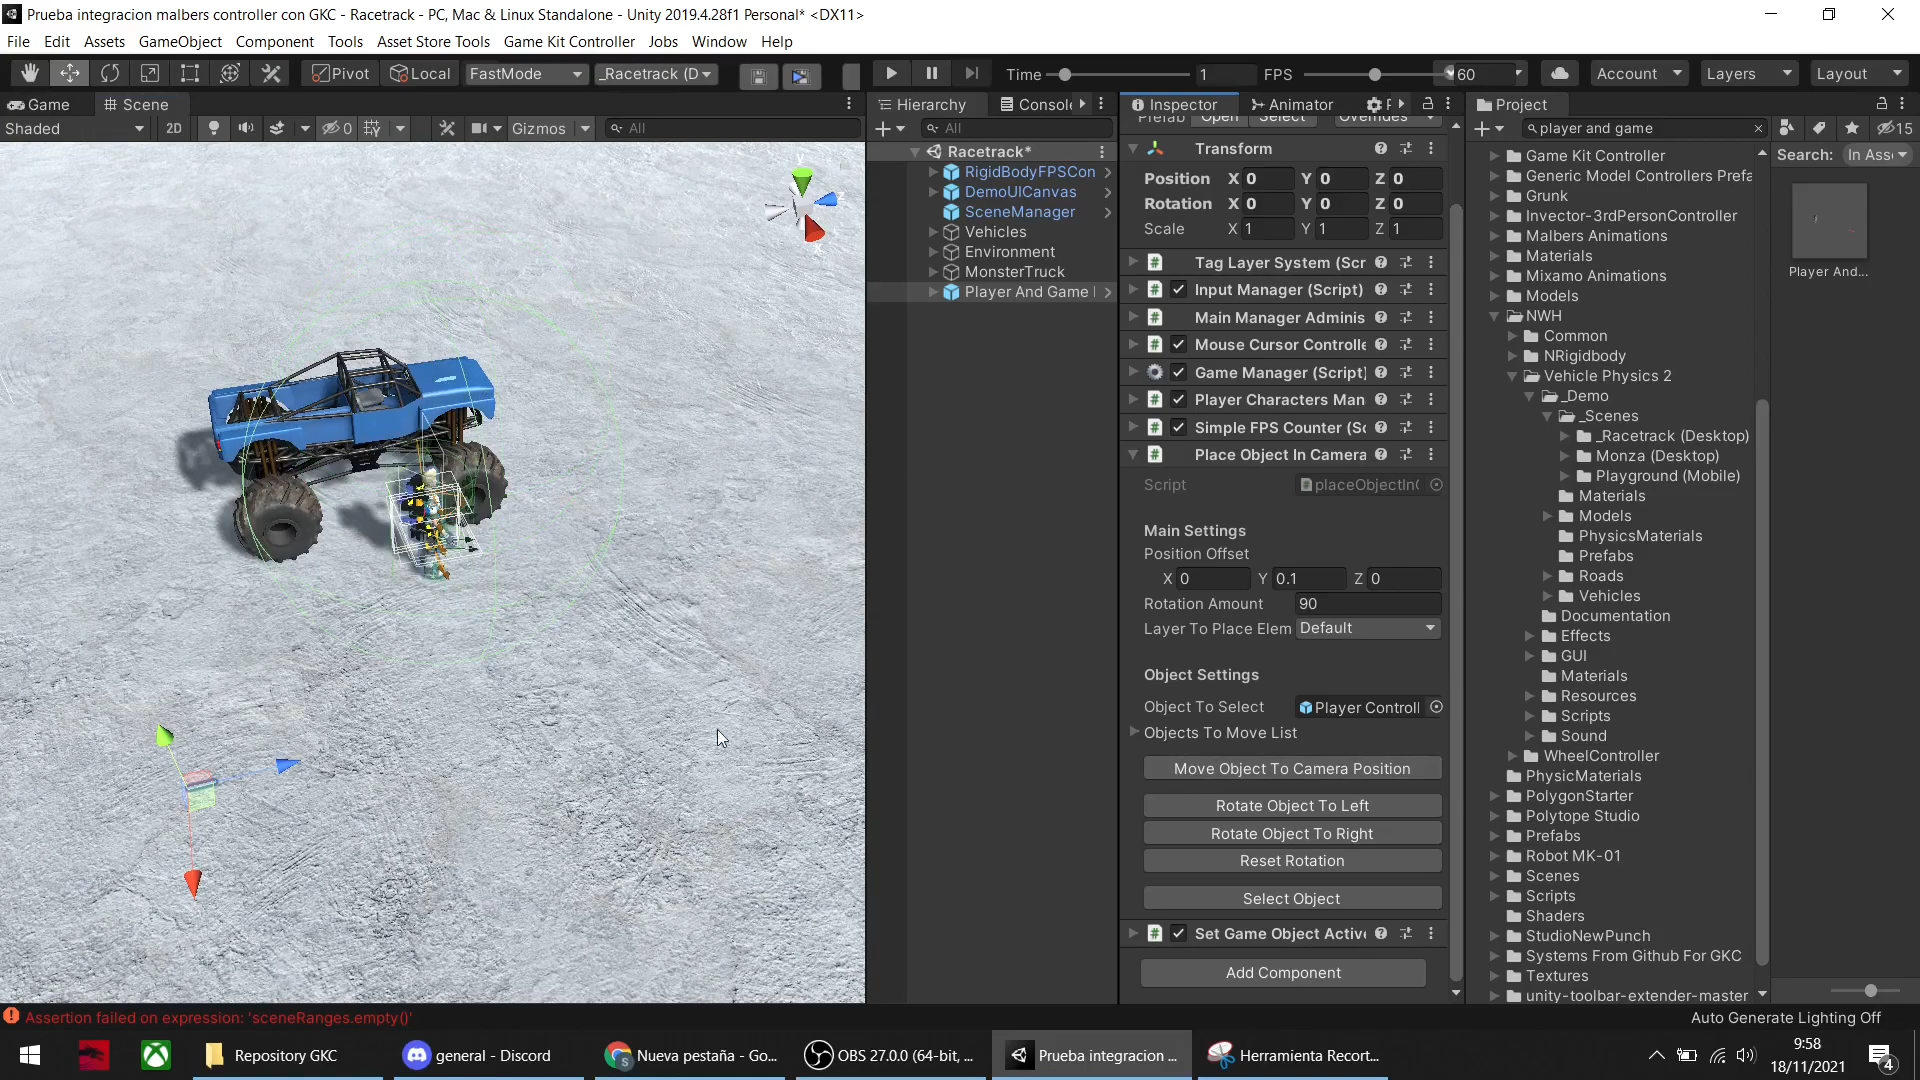 Prueba integracion malbers controller con GKC - Racetrack - PC, Mac & Linux Standalone - Unity 2019.4.28f1 Personal* <DX11>
File Edit Assets GameObject Component Tools Asset Store Tools Game Kit Controller Jobs Window Help
Pivot Local FastMode _Racetrack (D Time 1 FPS 60 Account Layers Layout
Game Scene
Shaded 2D 0 Gizmos All
y
Hierarchy Console
All
Racetrack*
RigidBodyFPSCon
DemoUICanvas
SceneManager
Vehicles
Environment
MonsterTruck
Player And Game
Inspector Animator
Prefab Open Select Overrides
Transform
Position X 0 Y 0 Z 0
Rotation X 0 Y 0 Z 0
Scale X 1 Y 1 Z 1
Tag Layer System (Scr
Input Manager (Script)
Main Manager Adminis
Mouse Cursor Controlle
Game Manager (Script)
Player Characters Man
Simple FPS Counter (Sc
Place Object In Camera
Script placeObjectIn
Main Settings
Position Offset
X 0 Y 0.1 Z 0
Rotation Amount 90
Layer To Place Elem Default
Object Settings
Object To Select Player Controll
Objects To Move List
Move Object To Camera Position
Rotate Object To Left
Rotate Object To Right
Reset Rotation
Select Object
Set Game Object Active
Add Component
Project
player and game 15
Search: In Ass
Player And...
Game Kit Controller
Generic Model Controllers Prefa
Grunk
Invector-3rdPersonController
Malbers Animations
Materials
Mixamo Animations
Models
NWH
Common
NRigidbody
Vehicle Physics 2
_Demo
_Scenes
_Racetrack (Desktop)
Monza (Desktop)
Playground (Mobile)
Materials
Models
PhysicsMaterials
Prefabs
Roads
Vehicles
Documentation
Effects
GUI
Materials
Resources
Scripts
Sound
WheelController
PhysicMaterials
PolygonStarter
Polytope Studio
Prefabs
Robot MK-01
Scenes
Scripts
Shaders
StudioNewPunch
Systems From Github For GKC
Textures
unity-toolbar-extender-master
Assertion failed on expression: 'sceneRanges.empty()'
Auto Generate Lighting Off
Repository GKC general - Discord Nueva pestaña - Go... OBS 27.0.0 (64-bit, ... Prueba integracion ... Herramienta Recort...
9:58
18/11/2021
4